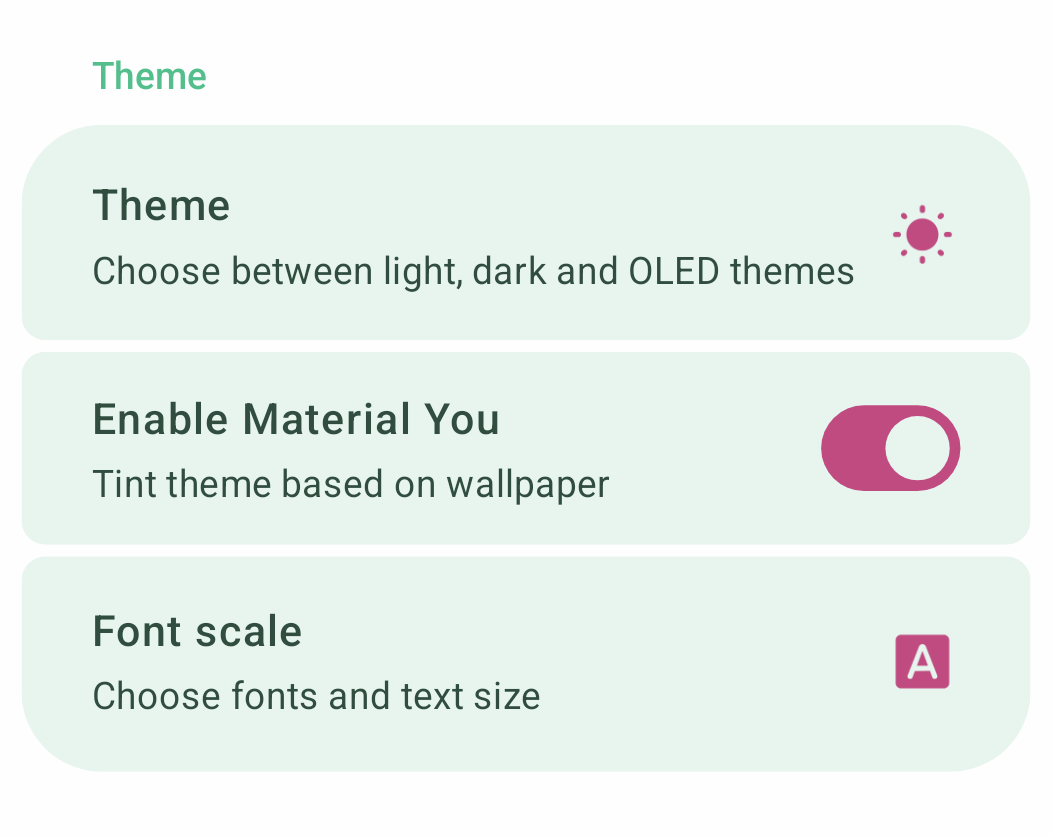 Theme
Theme
Choose between light, dark and OLED themes
Enable Material You
Tint theme based on wallpaper
Font scale
Choose fonts and text size
A